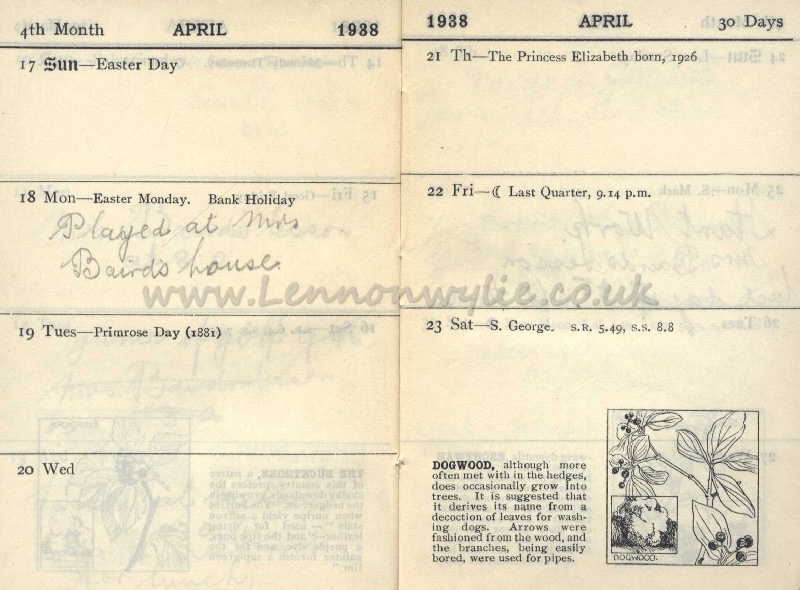 4th Month APRIL 1938
17 Sun—Easter Day
18 Mon—Easter Monday. Bank Holiday
Played at Mrs
Bairds house.
19 Tues—Primrose Day (1881)
20 Wed
1938 APRIL 30 Days
21 Th—The Princess Elizabeth born, 1926
22 Fri—☾ Last Quarter, 9.14 p.m.
23 Sat—S. George. S.R. 5.49, S.S. 8.8
DOGWOOD, although more
often met with in the hedges,
does occasionally grow into
trees. It is suggested that
it derives its name from a
decoction of leaves for wash-
ing dogs. Arrows were
fashioned from the wood, and
the branches, being easily
bored, were used for pipes.
DOGWOOD.
www.Lennonwylie.co.uk